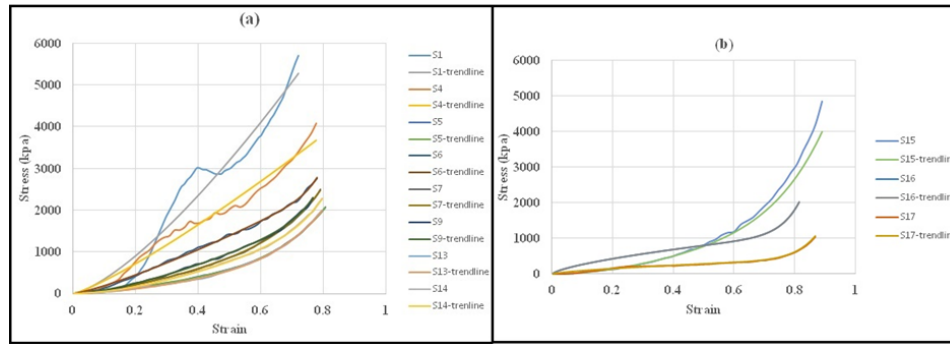 (a)
6000
5000
4000
3000
2000
1000
0
Stress (kpa)
0
0.2
0.4
0.6
0.8
1
Strain
S1
S1-trendline
S4
S4-trendline
S5
S5-trendline
S6
S6-trendline
S7
S7-trendline
S9
S9-trendline
S13
S13-trendline
S14
S14-trenline
(b)
6000
5000
4000
3000
2000
1000
0
Stress (kpa)
0
0.2
0.4
0.6
0.8
1
Strain
S15
S15-trendline
S16
S16-trendline
S17
S17-trendline